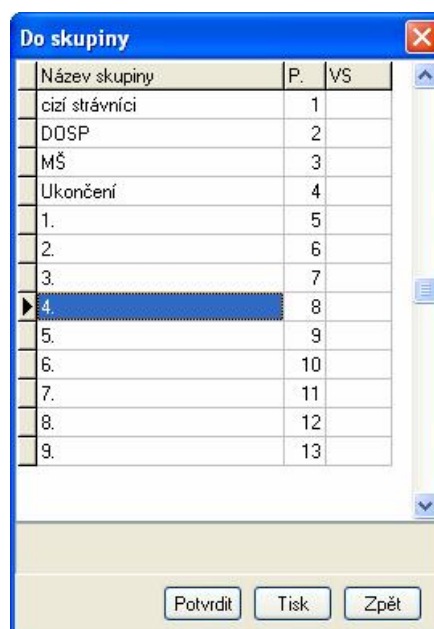 Do skupiny
Název skupiny P. VS
cizí strávníci 1
DOSP 2
MŠ 3
Ukončení 4
1. 5
2. 6
3. 7
4. 8
5. 9
6. 10
7. 11
8. 12
9. 13
Potvrdit Tisk Zpět